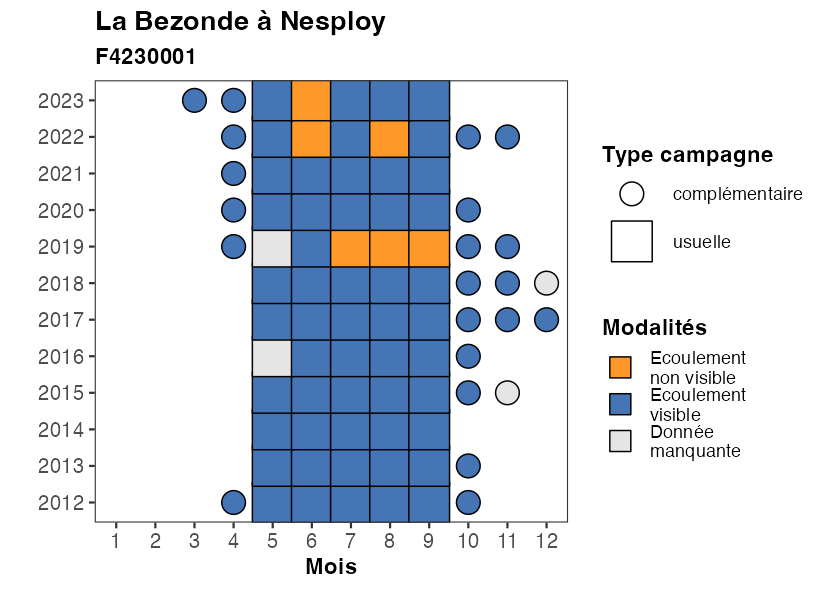 La Bezonde à Nesploy
F4230001
2023
2022
2021
2020
2019
2018
2017
2016
2015
2014
2013
2012
1 2 3 4 5 6 7 8 9 10 11 12
Mois
Type campagne
complémentaire
usuelle
Modalités
Ecoulement
non visible
Ecoulement
visible
Donnée
manquante